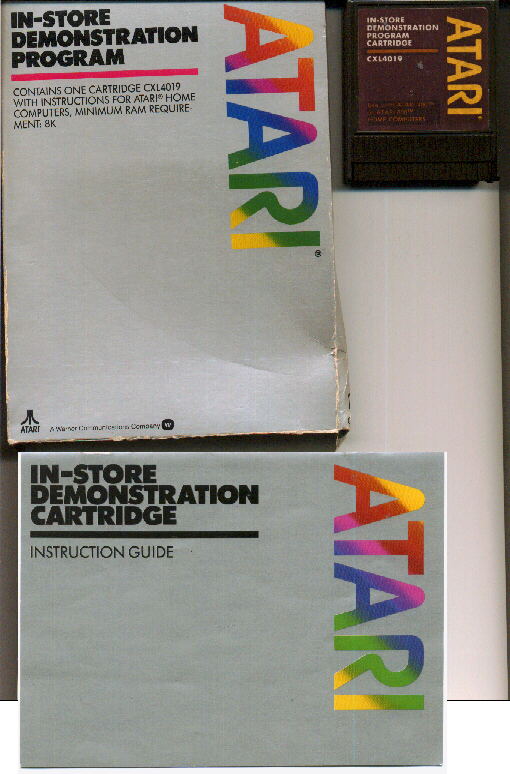 IN-STORE
DEMONSTRATION
PROGRAM
CONTAINS ONE CARTRIDGE CXL4019
WITH INSTRUCTIONS FOR ATARI® HOME
COMPUTERS, MINIMUM RAM REQUIRE-
MENT: 8K
ATARI®
ATARI
A Warner Communications Company W
IN-STORE
DEMONSTRATION
PROGRAM
CARTRIDGE
CXL4019
HOME COMPUTERS
ATARI®
IN-STORE
DEMONSTRATION
CARTRIDGE
INSTRUCTION GUIDE
ATARI